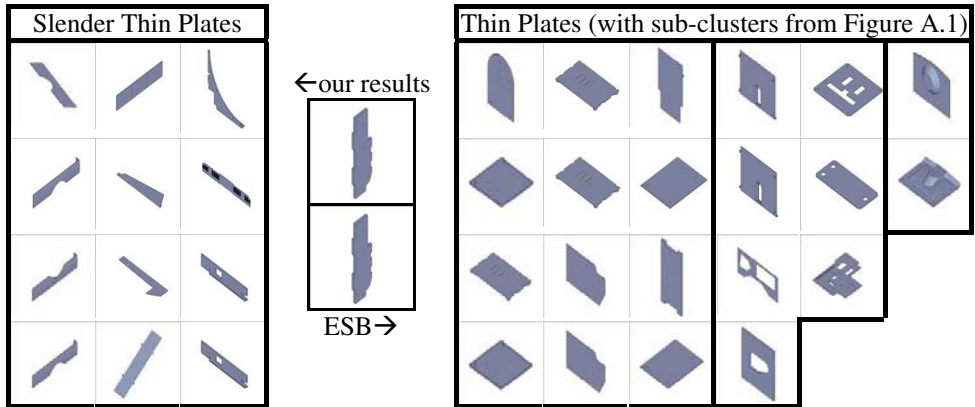 Slender Thin Plates
Thin Plates (with sub-clusters from Figure A.1)
←our results
ESB→